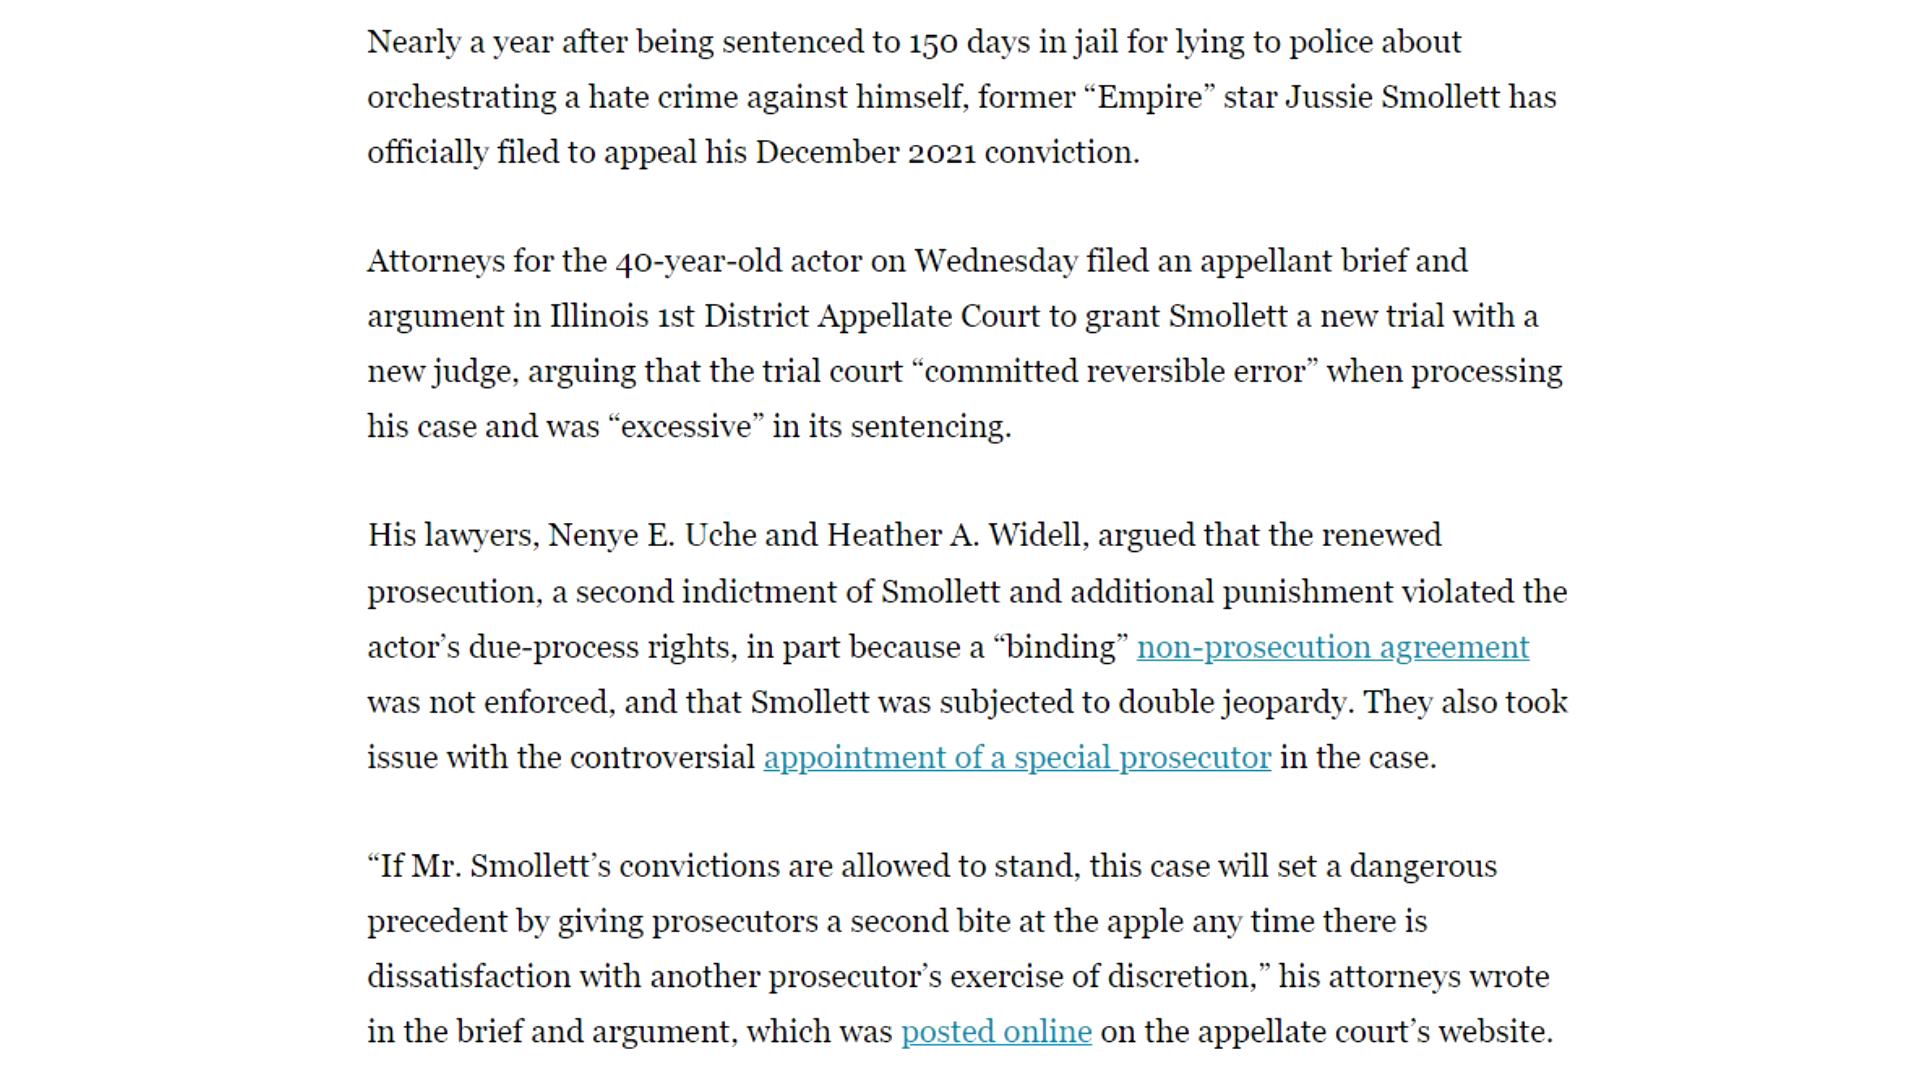 Nearly a year after being sentenced to 150 days in jail for lying to police about
orchestrating a hate crime against himself, former “Empire” star Jussie Smollett has
officially filed to appeal his December 2021 conviction.
Attorneys for the 40-year-old actor on Wednesday filed an appellant brief and
argument in Illinois 1st District Appellate Court to grant Smollett a new trial with a
new judge, arguing that the trial court “committed reversible error” when processing
his case and was “excessive” in its sentencing.
His lawyers, Nenye E. Uche and Heather A. Widell, argued that the renewed
prosecution, a second indictment of Smollett and additional punishment violated the
actor’s due-process rights, in part because a “binding” non-prosecution agreement
was not enforced, and that Smollett was subjected to double jeopardy. They also took
issue with the controversial appointment of a special prosecutor in the case.
“If Mr. Smollett’s convictions are allowed to stand, this case will set a dangerous
precedent by giving prosecutors a second bite at the apple any time there is
dissatisfaction with another prosecutor’s exercise of discretion,” his attorneys wrote
in the brief and argument, which was posted online on the appellate court’s website.